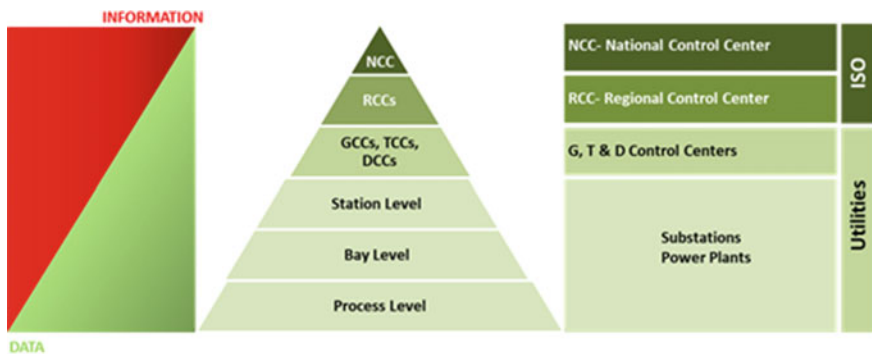 INFORMATION
DATA
NCC
RCCs
GCCs, TCCs,
DCCs
Station Level
Bay Level
Process Level
NCC- National Control Center
RCC- Regional Control Center
G, T & D Control Centers
Substations
Power Plants
ISO
Utilities